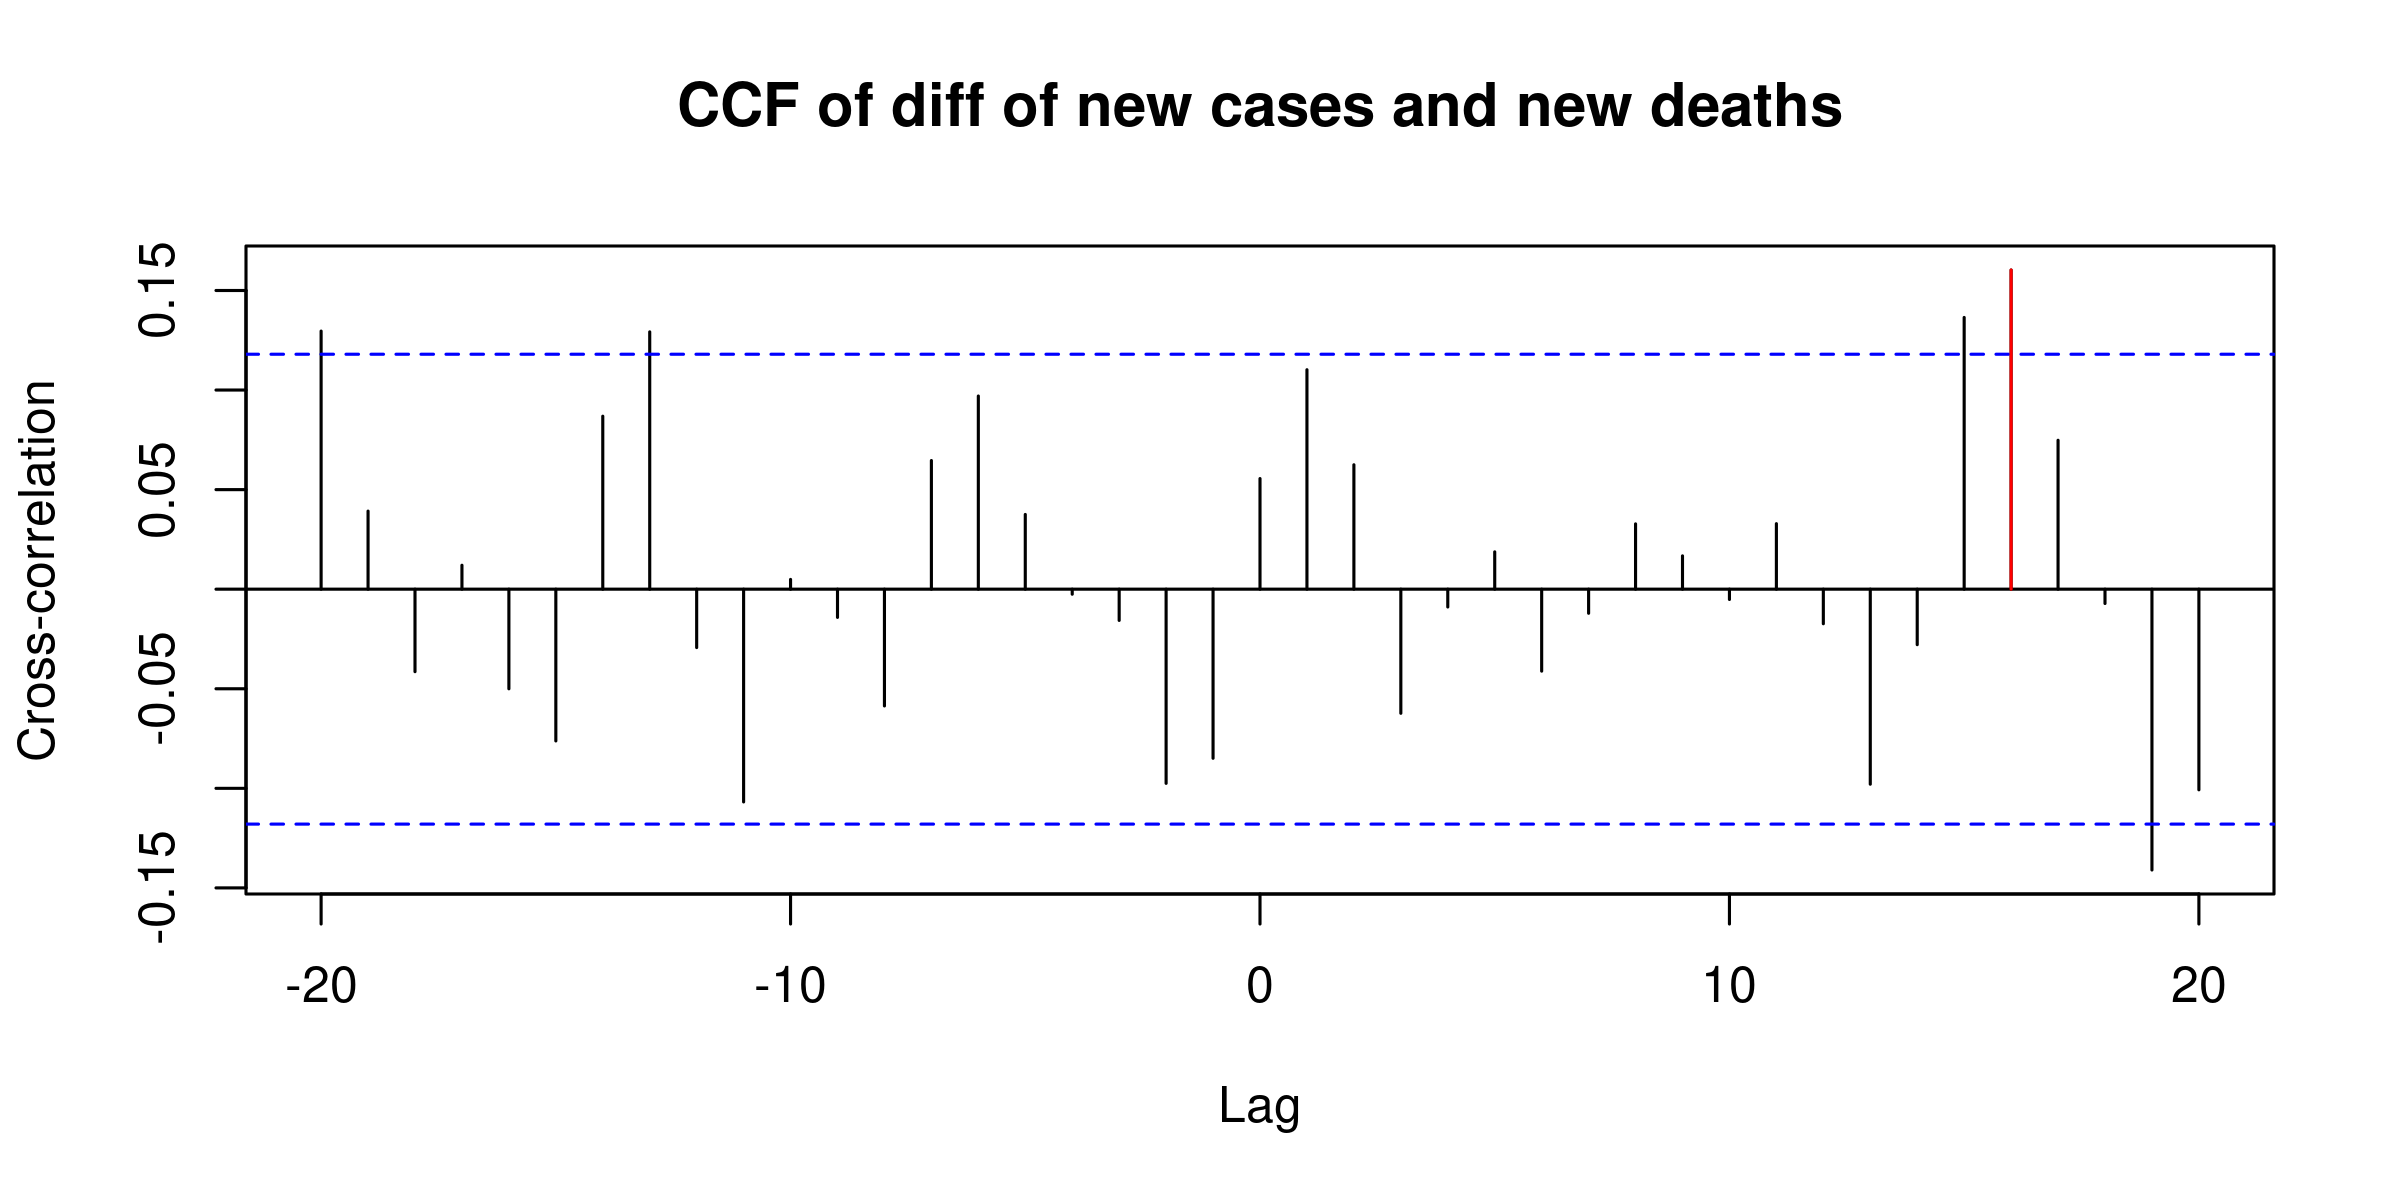 CCF of diff of new cases and new deaths
Cross-correlation
0.15
0.05
-0.05
-0.15
-20 -10 0 10 20
Lag